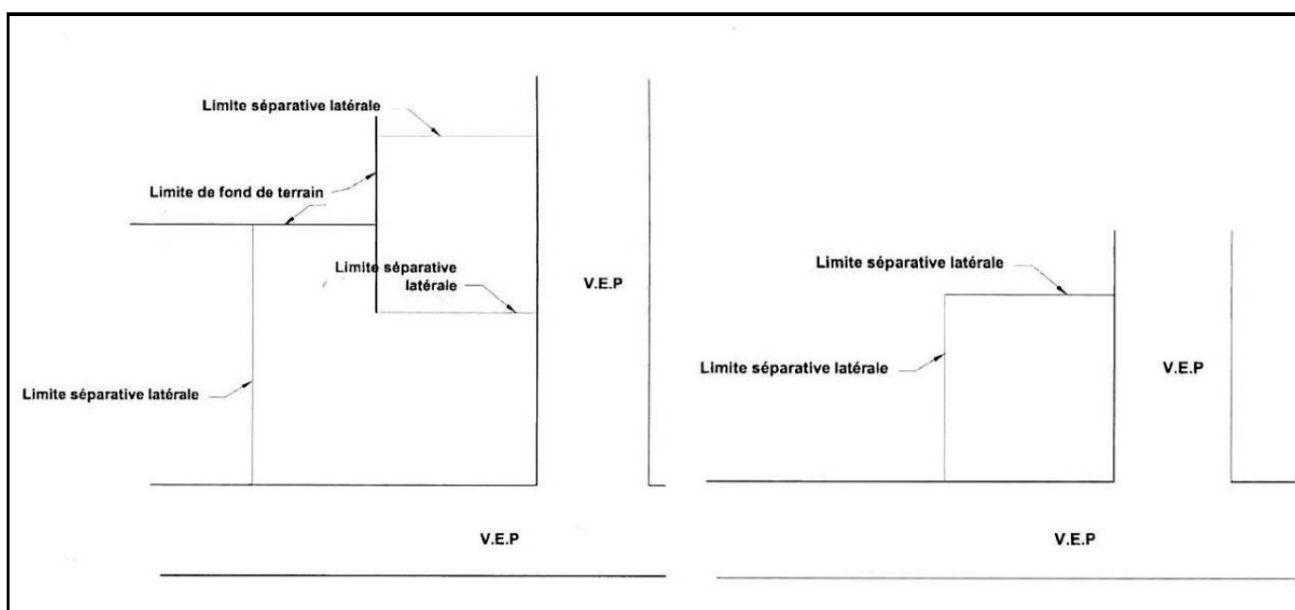 Limite séparative latérale
Limite de fond de terrain
Limite séparative
latérale
V.E.P
Limite séparative latérale
V.E.P
Limite séparative latérale
Limite séparative latérale
V.E.P
V.E.P